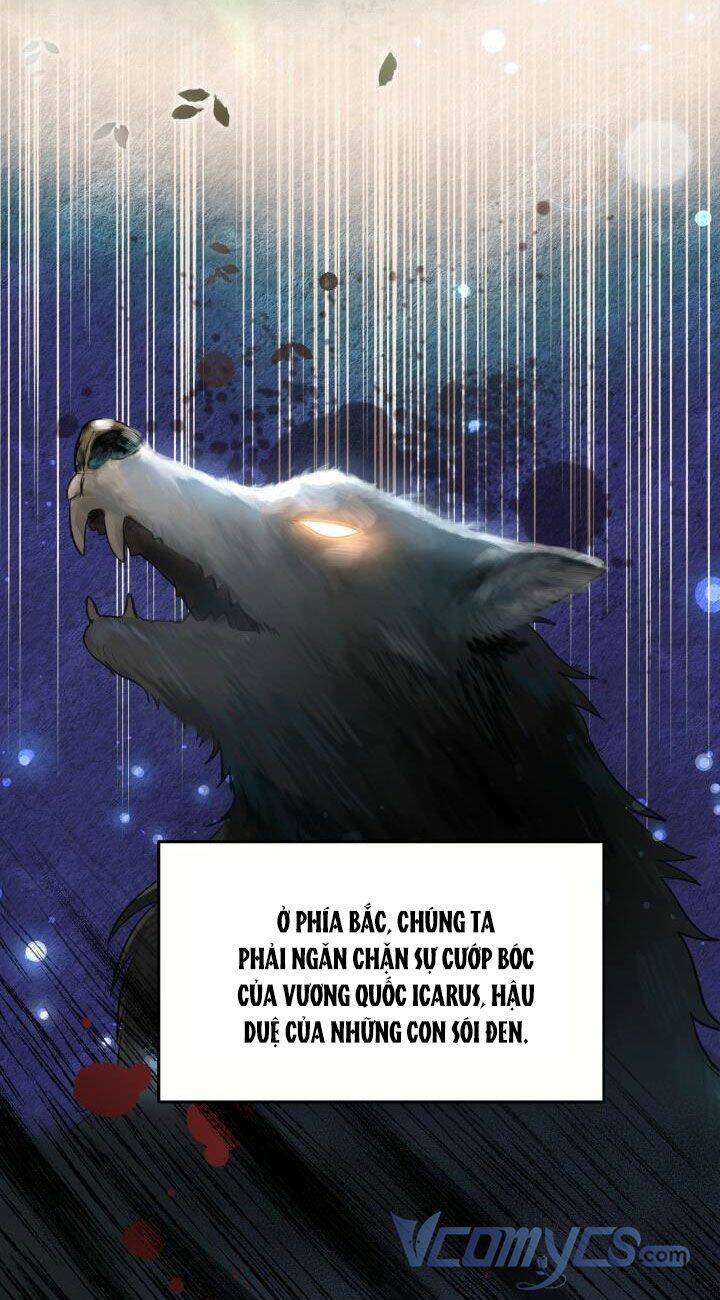 Ở PHÍA BẮC, CHÚNG TA
PHẢI NGĂN CHẶN SỰ CƯỚP BÓC
CỦA VƯƠNG QUỐC ICARUS, HẬU
DUỆ CỦA NHỮNG CON SÓI ĐEN.
VCOMYCS.com